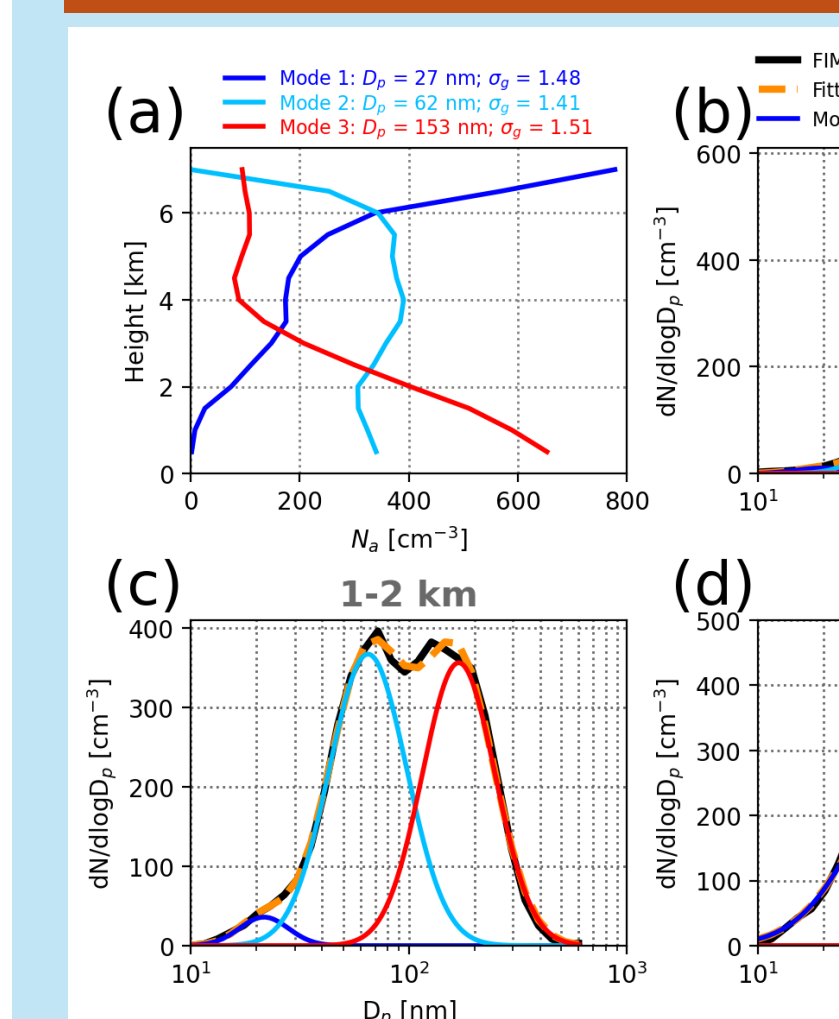 Mode 1: Dₚ = 27 nm; σ_g = 1.48
Mode 2: Dₚ = 62 nm; σ_g = 1.41
Mode 3: Dₚ = 153 nm; σ_g = 1.51
(a)
Height [km]
6
4
2
0
0 200 400 600 800
Nₐ [cm⁻³]
(b)
dN/dlogDₚ [cm⁻³]
600
400
200
0
10¹
(c)
1-2 km
dN/dlogDₚ [cm⁻³]
400
300
200
100
0
10¹ 10² 10³
Dₚ [nm]
(d)
dN/dlogDₚ [cm⁻³]
500
400
300
200
100
0
10¹